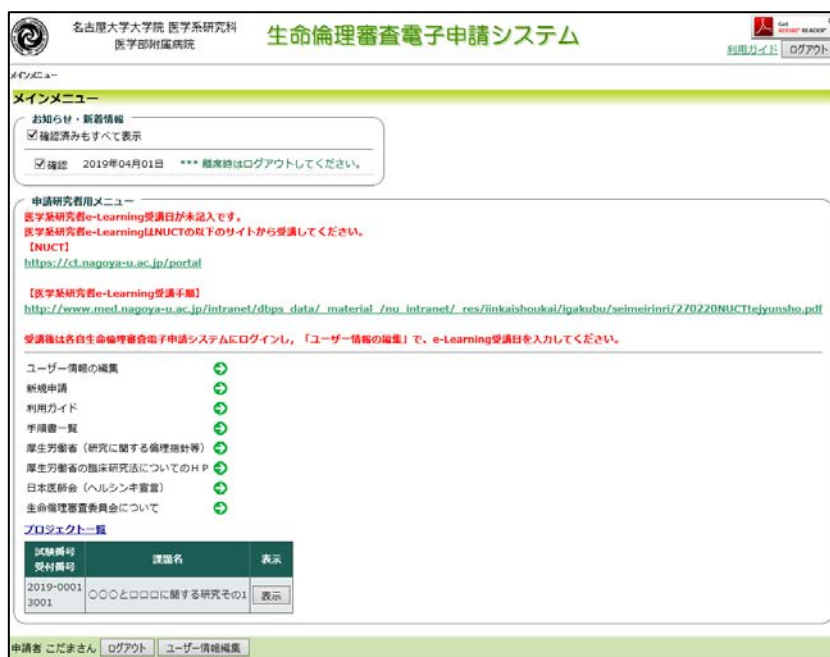 名古屋大学大学院 医学系研究科
医学部附属病院
生命倫理審査電子申請システム
Get
ADOBE® READER®
利用ガイド ログアウト
メインメニュー
メインメニュー
お知らせ・新着情報
確認済みもすべて表示
確認 2019年04月01日 *** 離席時はログアウトしてください。
申請研究者用メニュー
医学系研究者e-Learning受講日が未記入です。
医学系研究者e-LearningはNUCTの以下のサイトから受講してください。
【NUCT】
https://ct.nagoya-u.ac.jp/portal
【医学系研究者e-Learning受講手順】
http://www.med.nagoya-u.ac.jp/intranet/dbps_data/_material_/nu_intranet/_res/iinkaishoukai/igakubu/seimeirinri/270220NUCTtejyunsho.pdf
受講後は各自生命倫理審査電子申請システムにログインし，「ユーザー情報の編集」で、e-Learning受講日を入力してください。
ユーザー情報の編集
新規申請
利用ガイド
手順書一覧
厚生労働省（研究に関する倫理指針等）
厚生労働省の臨床研究法についてのＨＰ
日本医師会（ヘルシンキ宣言）
生命倫理審査委員会について
プロジェクト一覧
試験番号
受付番号 課題名 表示
2019-0001
3001 ○○○と□□□に関する研究その1 表示
申請者 こだまさん ログアウト ユーザー情報編集